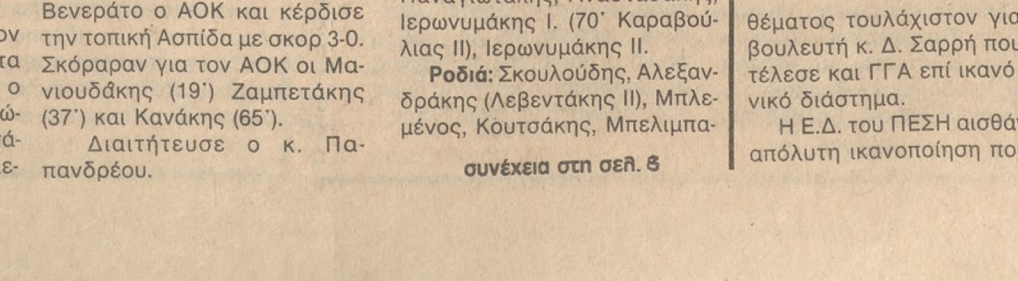 ον
τα
ο
ώ-
ά-
ε-
Βενεράτο ο ΑΟΚ και κέρδισε
την τοπική Ασπίδα με σκορ 3-0.
Σκόραραν για τον ΑΟΚ οι Μα-
νιουδάκης (19') Ζαμπετάκης
(37') και Κανάκης (65').
Διαιτήτευσε ο κ. Πα-
πανδρέου.
Ιερωνυμάκης Ι. (70' Καραβού-
λιας ΙΙ), Ιερωνυμάκης ΙΙ.
Ροδιά: Σκουλούδης, Αλεξαν-
δράκης (Λεβεντάκης ΙΙ), Μπλε-
μένος, Κουτσάκης, Μπελιμπα-
συνέχεια στη σελ. 8
θέματος τουλάχιστον για
βουλευτή κ. Δ. Σαρρή που
τέλεσε και ΓΓΑ επί ικανό
νικό διάστημα.
Η Ε.Δ. του ΠΕΣΗ αισθάν
απόλυτη ικανοποίηση πο